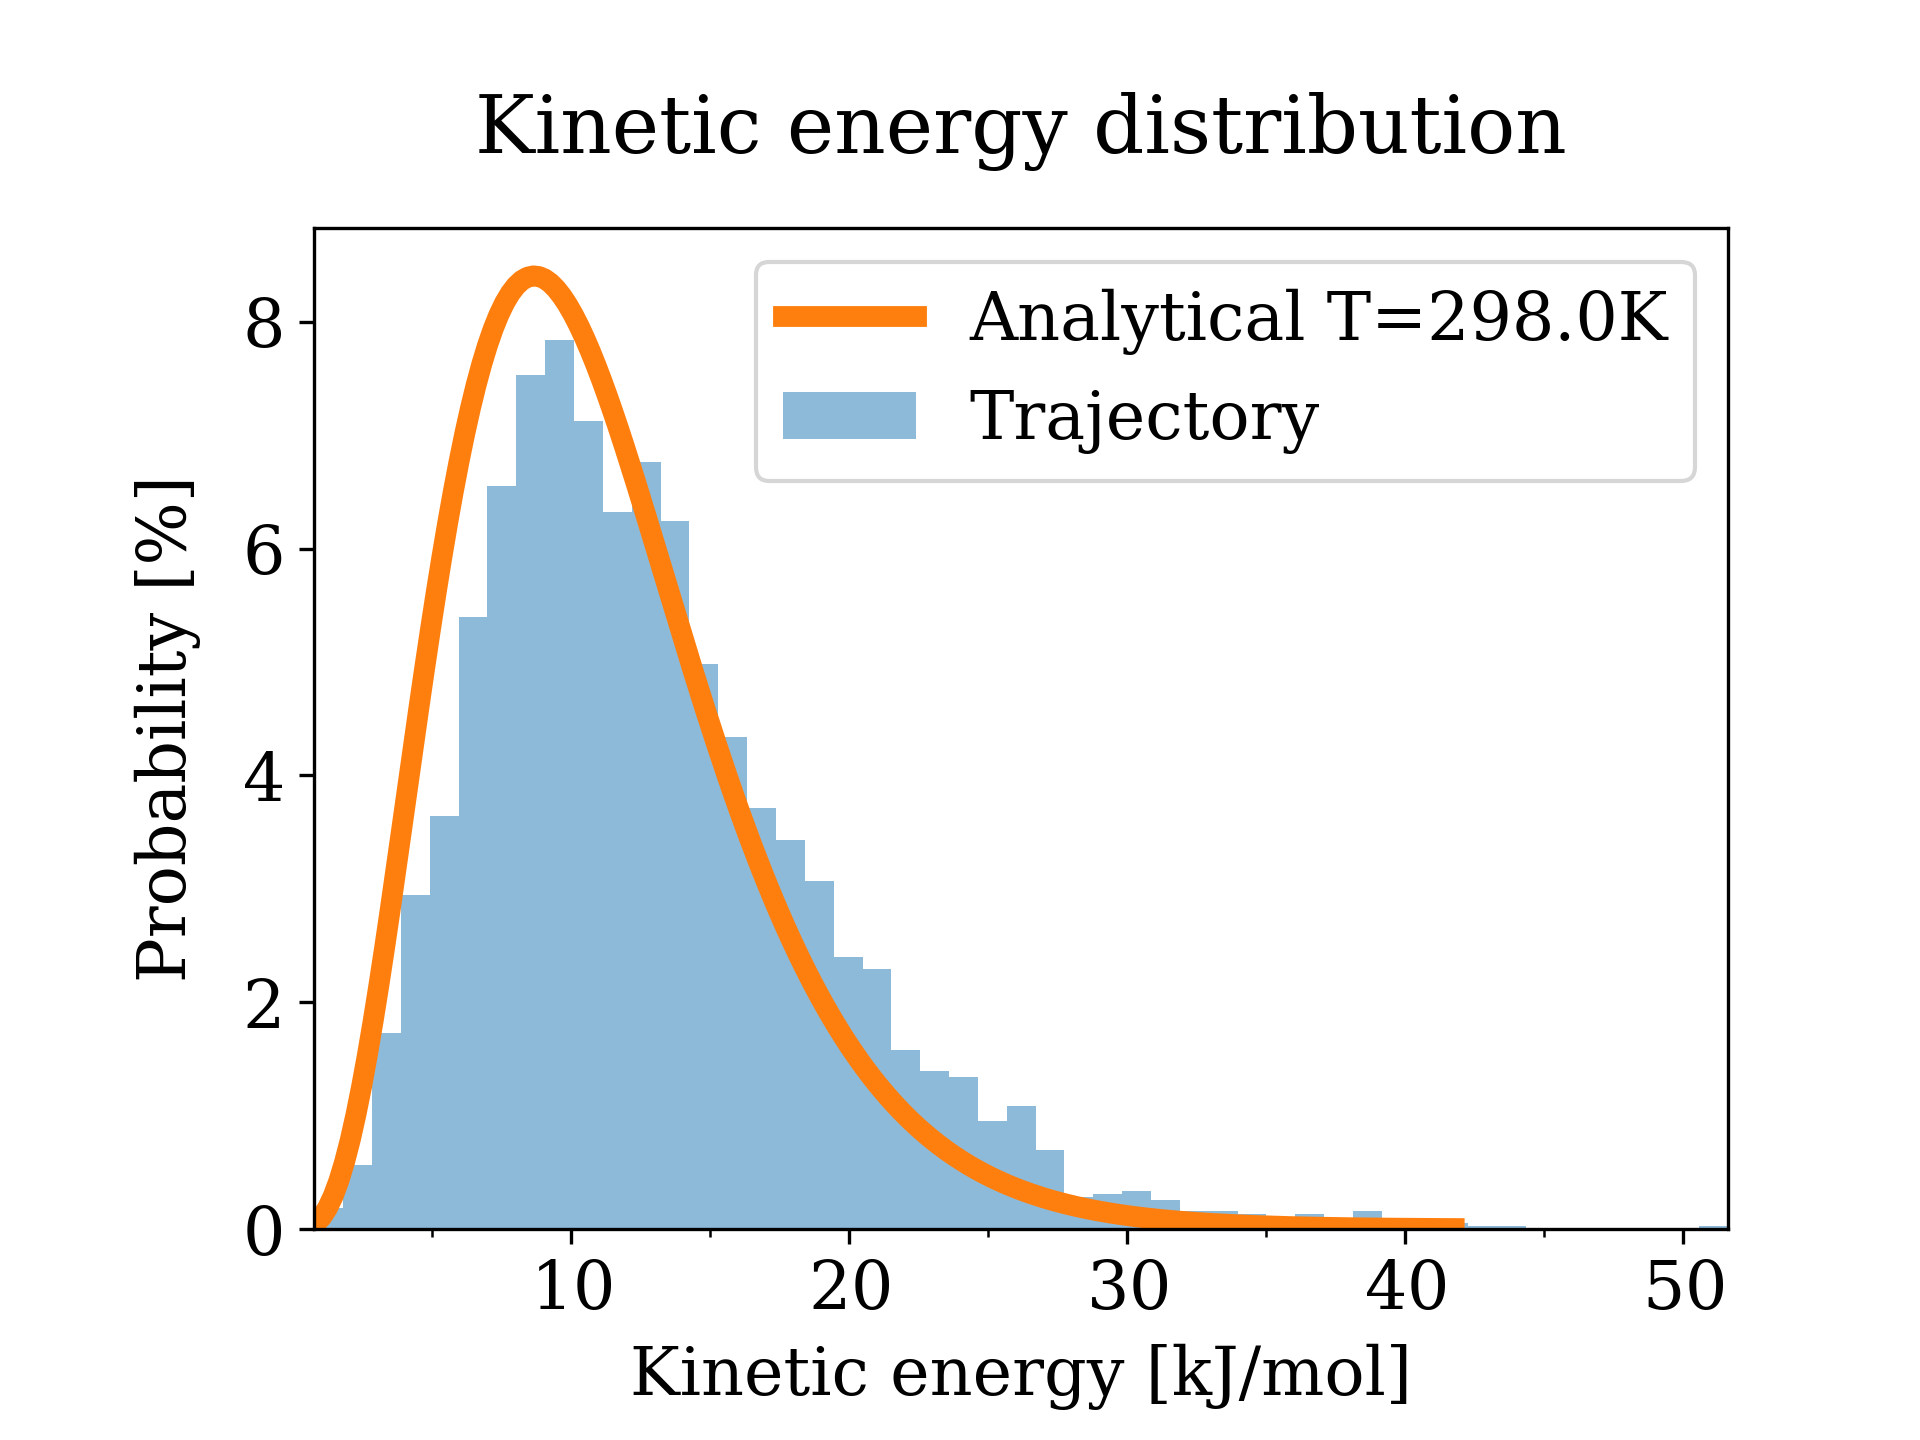 Kinetic energy distribution
Analytical T=298.0K
Trajectory
Probability [%]
8
6
4
2
0
10 20 30 40 50
Kinetic energy [kJ/mol]